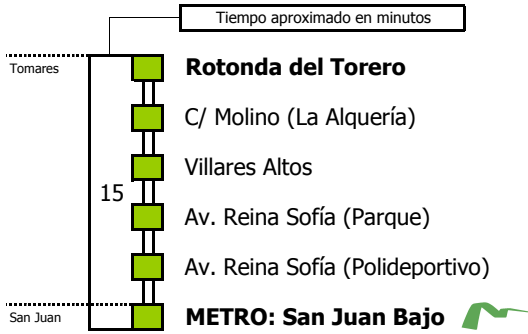 Tiempo aproximado en minutos
Tomares
Rotonda del Torero
C/ Molino (La Alquería)
Villares Altos
15
Av. Reina Sofía (Parque)
Av. Reina Sofía (Polideportivo)
San Juan
METRO: San Juan Bajo